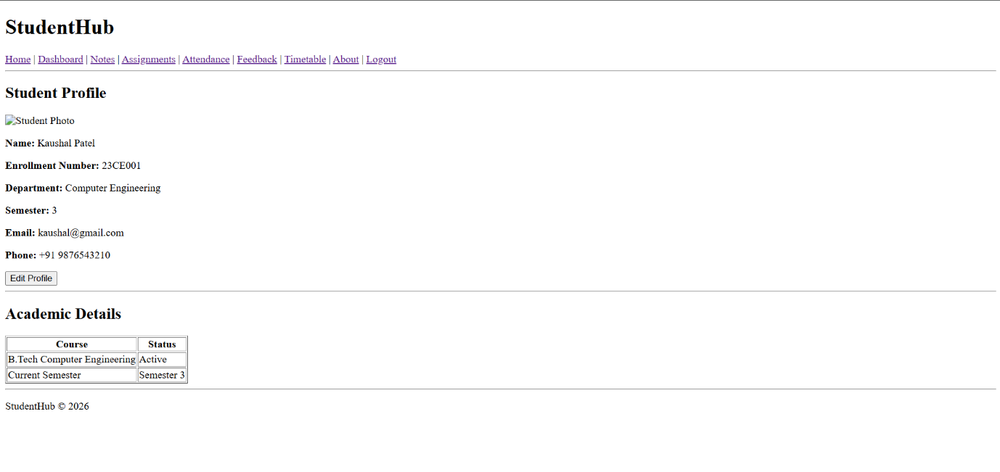 StudentHub
Home | Dashboard | Notes | Assignments | Attendance | Feedback | Timetable | About | Logout
Student Profile
Student Photo
Name: Kaushal Patel
Enrollment Number: 23CE001
Department: Computer Engineering
Semester: 3
Email: kaushal@gmail.com
Phone: +91 9876543210
Edit Profile
Academic Details
Course Status
B.Tech Computer Engineering Active
Current Semester Semester 3
StudentHub © 2026